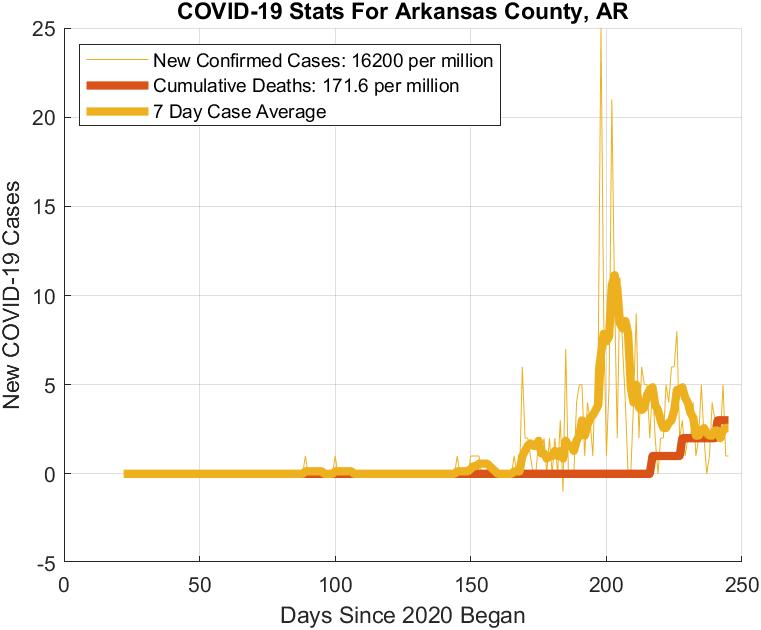 COVID-19 Stats For Arkansas County, AR
New Confirmed Cases: 16200 per million
Cumulative Deaths: 171.6 per million
7 Day Case Average
New COVID-19 Cases
25
20
15
10
5
0
-5
0 50 100 150 200 250
Days Since 2020 Began